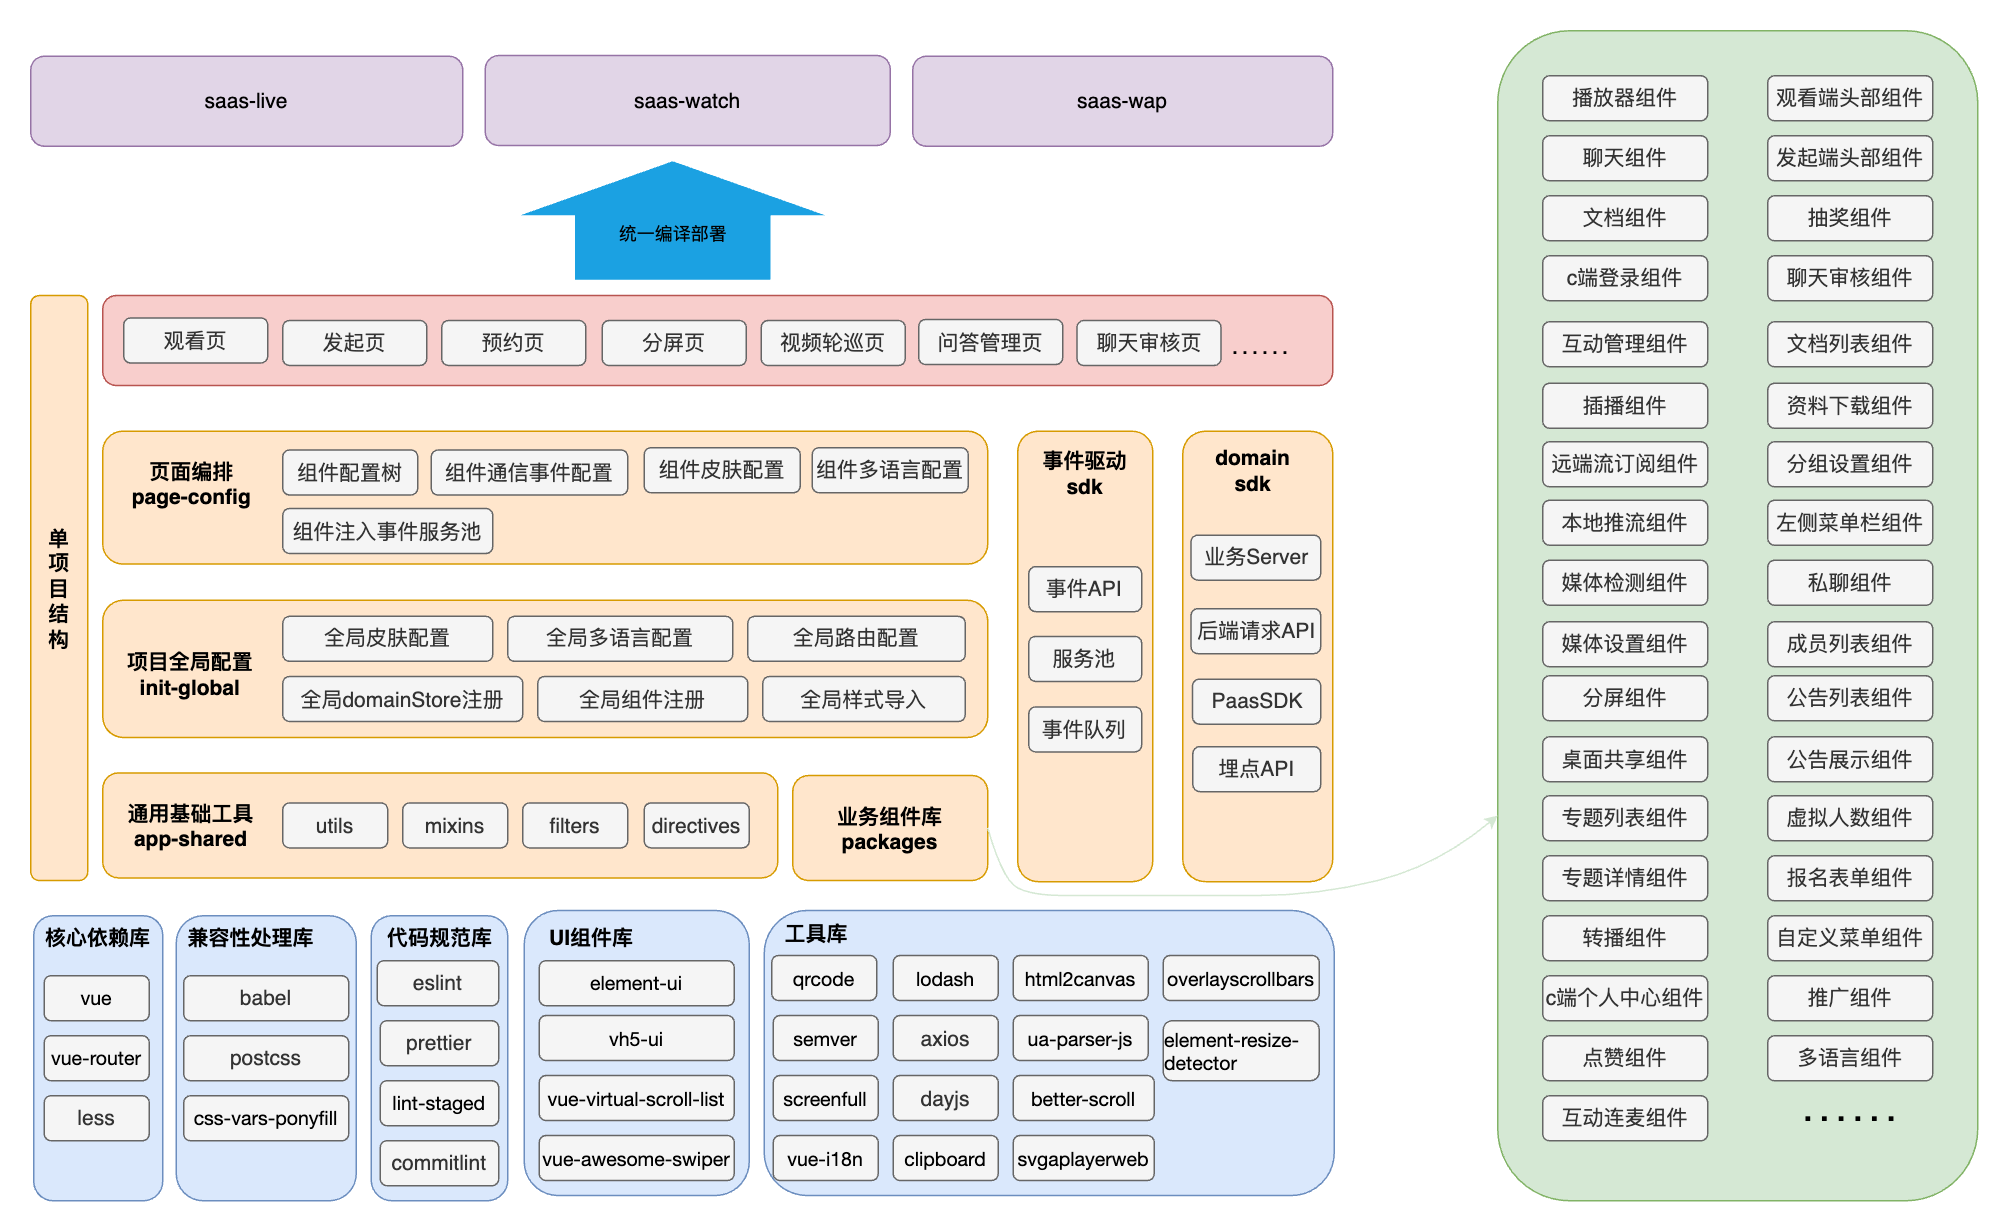 saas-live
saas-watch
saas-wap
统一编译部署
单
项
目
结
构
观看页
发起页
预约页
分屏页
视频轮巡页
问答管理页
聊天审核页
......
页面编排
page-config
组件配置树
组件通信事件配置
组件皮肤配置
组件多语言配置
组件注入事件服务池
项目全局配置
init-global
全局皮肤配置
全局多语言配置
全局路由配置
全局domainStore注册
全局组件注册
全局样式导入
通用基础工具
app-shared
utils
mixins
filters
directives
业务组件库
packages
事件驱动
sdk
事件API
服务池
事件队列
domain
sdk
业务Server
后端请求API
PaasSDK
埋点API
核心依赖库
vue
vue-router
less
兼容性处理库
babel
postcss
css-vars-ponyfill
代码规范库
eslint
prettier
lint-staged
commitlint
UI组件库
element-ui
vh5-ui
vue-virtual-scroll-list
vue-awesome-swiper
工具库
qrcode
lodash
html2canvas
overlayscrollbars
semver
axios
ua-parser-js
element-resize-
detector
screenfull
dayjs
better-scroll
vue-i18n
clipboard
svgaplayerweb
播放器组件
观看端头部组件
聊天组件
发起端头部组件
文档组件
抽奖组件
c端登录组件
聊天审核组件
互动管理组件
文档列表组件
插播组件
资料下载组件
远端流订阅组件
分组设置组件
本地推流组件
左侧菜单栏组件
媒体检测组件
私聊组件
媒体设置组件
成员列表组件
分屏组件
公告列表组件
桌面共享组件
公告展示组件
专题列表组件
虚拟人数组件
专题详情组件
报名表单组件
转播组件
自定义菜单组件
c端个人中心组件
推广组件
点赞组件
多语言组件
互动连麦组件
......